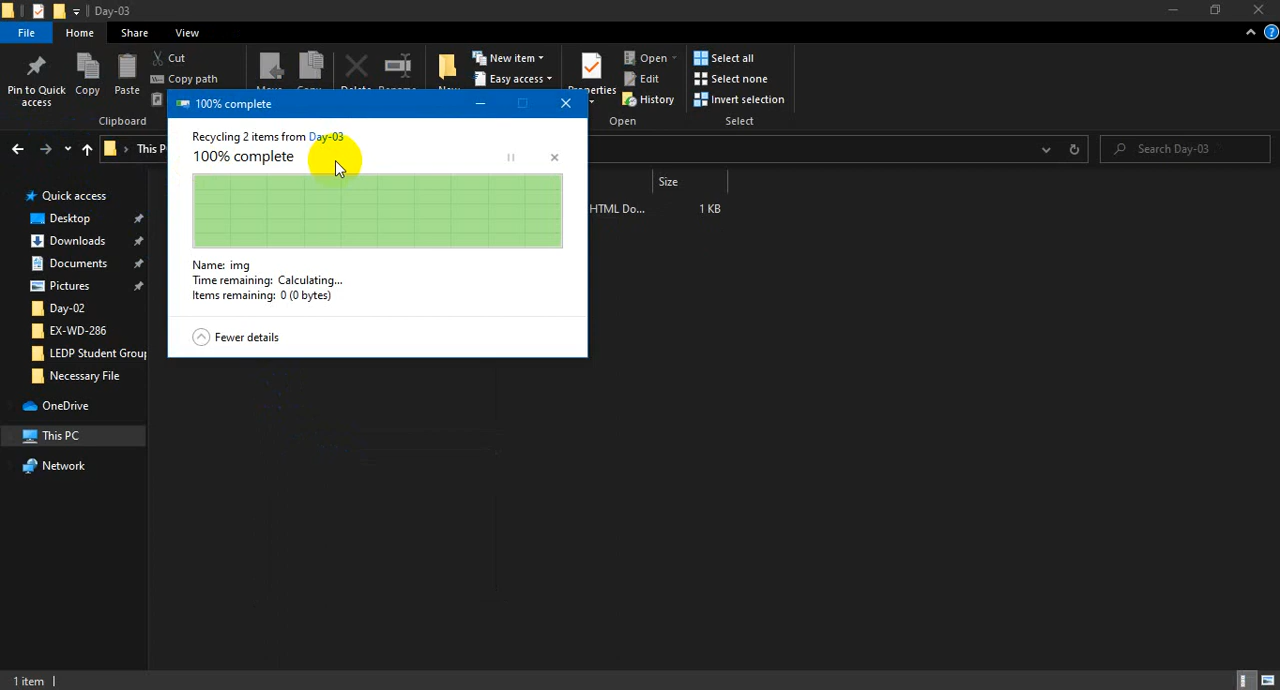 Day-03
File
Home
Share
View
?
Pin to Quick access
Copy
Paste
Cut
Copy path
New item
Easy access
Properties
Open
Edit
History
Select all
Select none
Invert selection
Clipboard
Open
Select
100% complete
This P
Search Day-03
Recycling 2 items from Day-03
100% complete
Size
HTML Do...
1 KB
Name: img
Time remaining: Calculating...
Items remaining: 0 (0 bytes)
Fewer details
Quick access
Desktop
Downloads
Documents
Pictures
Day-02
EX-WD-286
LEDP Student Group
Necessary File
OneDrive
This PC
Network
1 item